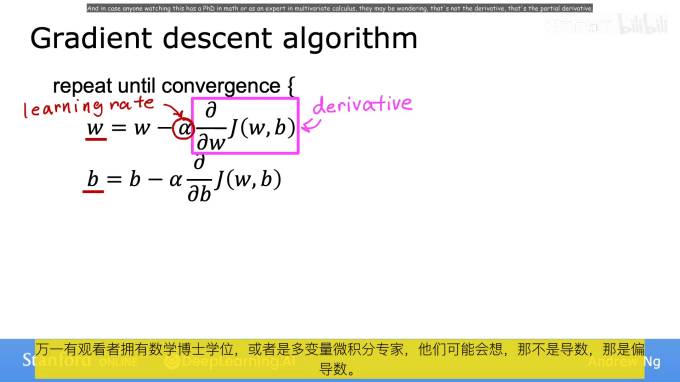 And in case anyone watching this has a PhD in math or as an expert in multivariate calculus, they may be wondering, that's not the derivative, that's the partial derivative.
bilibili
Gradient descent algorithm
repeat until convergence {
learning rate
derivative
w = w − α ∂/∂w J(w, b)
b = b − α ∂/∂b J(w, b)
万一有观看者拥有数学博士学位，或者是多变量微积分专家，他们可能会想，那不是导数，那是偏
导数。
Stanford ONLINE DeepLearning.AI Andrew Ng